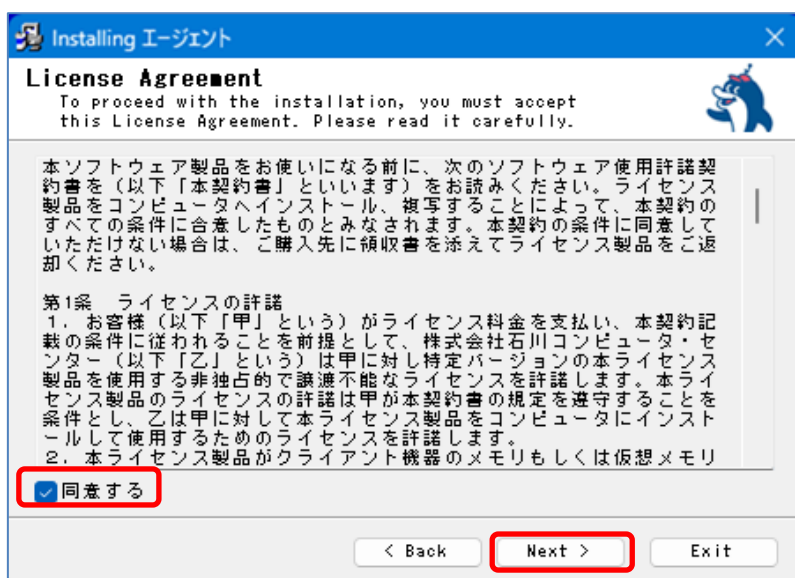 Installing エージェント
License Agreement
To proceed with the installation, you must accept
this License Agreement. Please read it carefully.
本ソフトウェア製品をお使いになる前に、次のソフトウェア使用許諾契
約書を（以下「本契約書」といいます）をお読みください。ライセンス
製品をコンピュータへインストール、複写することによって、本契約の
すべての条件に合意したものとみなされます。本契約の条件に同意して
いただけない場合は、ご購入先に領収書を添えてライセンス製品をご返
却ください。
第1条　ライセンスの許諾
１．お客様（以下「甲」という）がライセンス料金を支払い、本契約記
載の条件に従われることを前提として、株式会社石川コンピュータ・セ
ンター（以下「乙」という）は甲に対し特定バージョンの本ライセンス
製品を使用する非独占的で譲渡不能なライセンスを許諾します。本ライ
センス製品のライセンスの許諾は甲が本契約書の規定を遵守することを
条件とし、乙は甲に対して本ライセンス製品をコンピュータにインスト
ールして使用するためのライセンスを許諾します。
２．本ライセンス製品がクライアント機器のメモリもしくは仮想メモリ
同意する
< Back
Next >
Exit